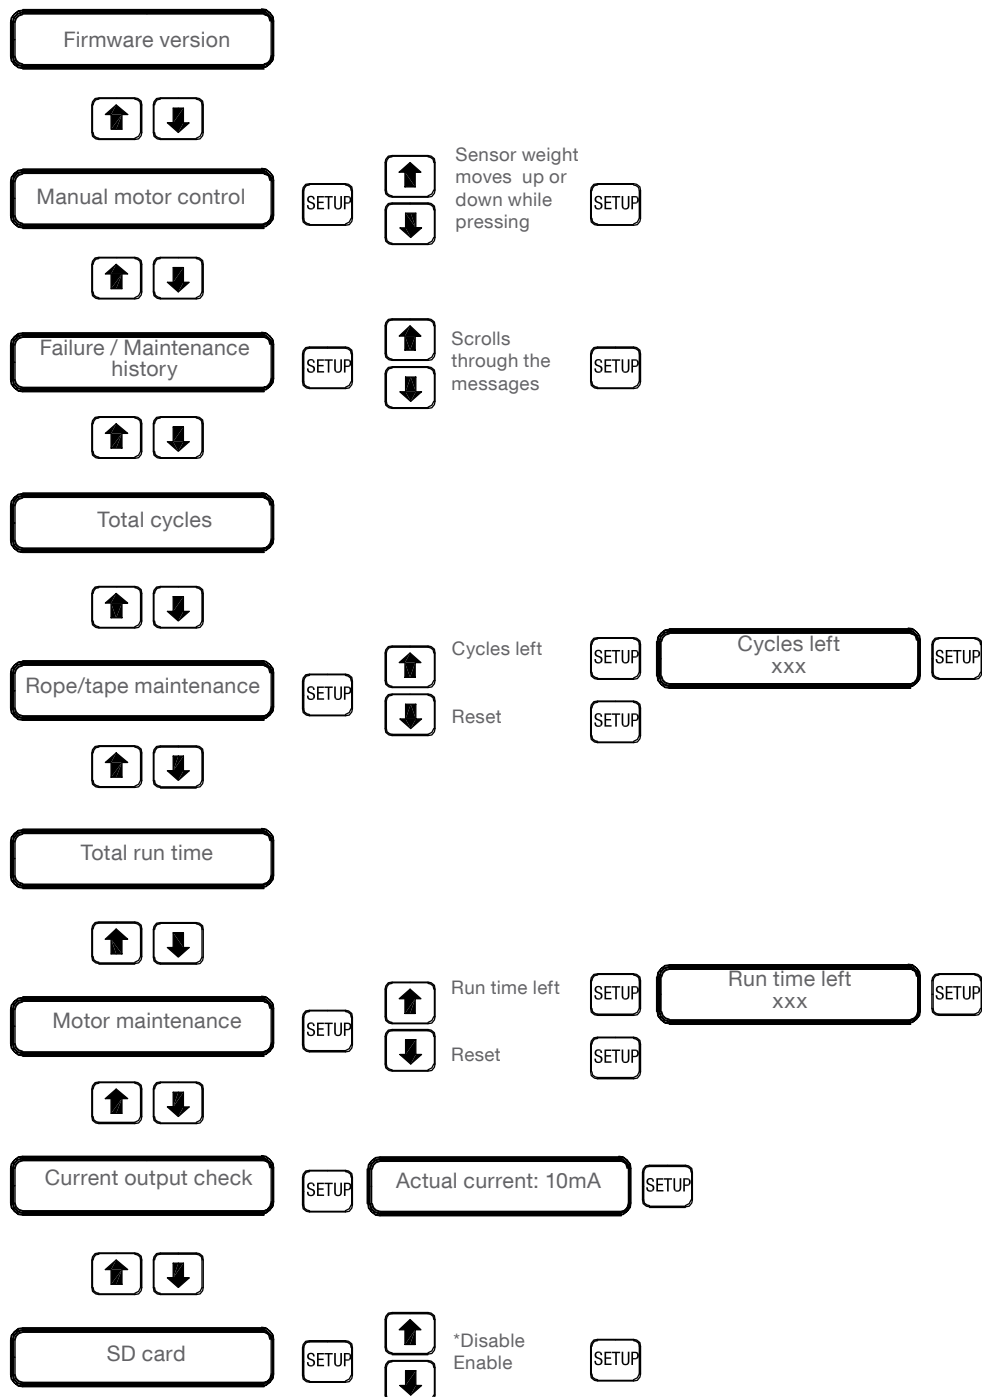 Firmware version
Manual motor control
SETUP
Sensor weight
moves up or
down while
pressing
SETUP
Failure / Maintenance
history
SETUP
Scrolls
through the
messages
SETUP
Total cycles
Rope/tape maintenance
SETUP
Cycles left
SETUP
Cycles left
xxx
SETUP
Reset
SETUP
Total run time
Motor maintenance
SETUP
Run time left
SETUP
Run time left
xxx
SETUP
Reset
SETUP
Current output check
SETUP
Actual current: 10mA
SETUP
SD card
SETUP
*Disable
Enable
SETUP